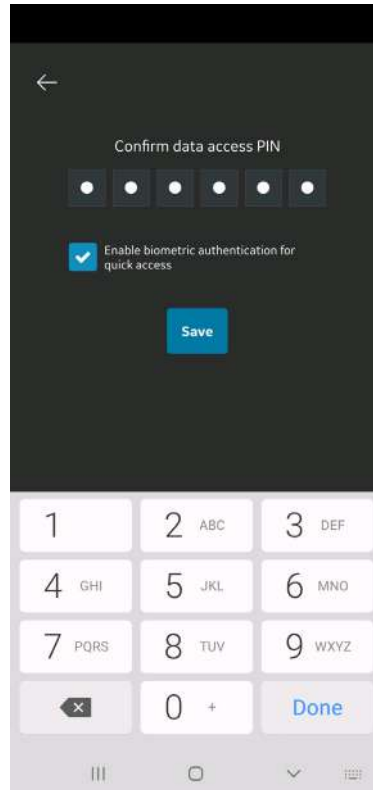 Confirm data access PIN
Enable biometric authentication for
quick access
Save
1
2 ABC
3 DEF
4 GHI
5 JKL
6 MNO
7 PQRS
8 TUV
9 WXYZ
0 +
Done